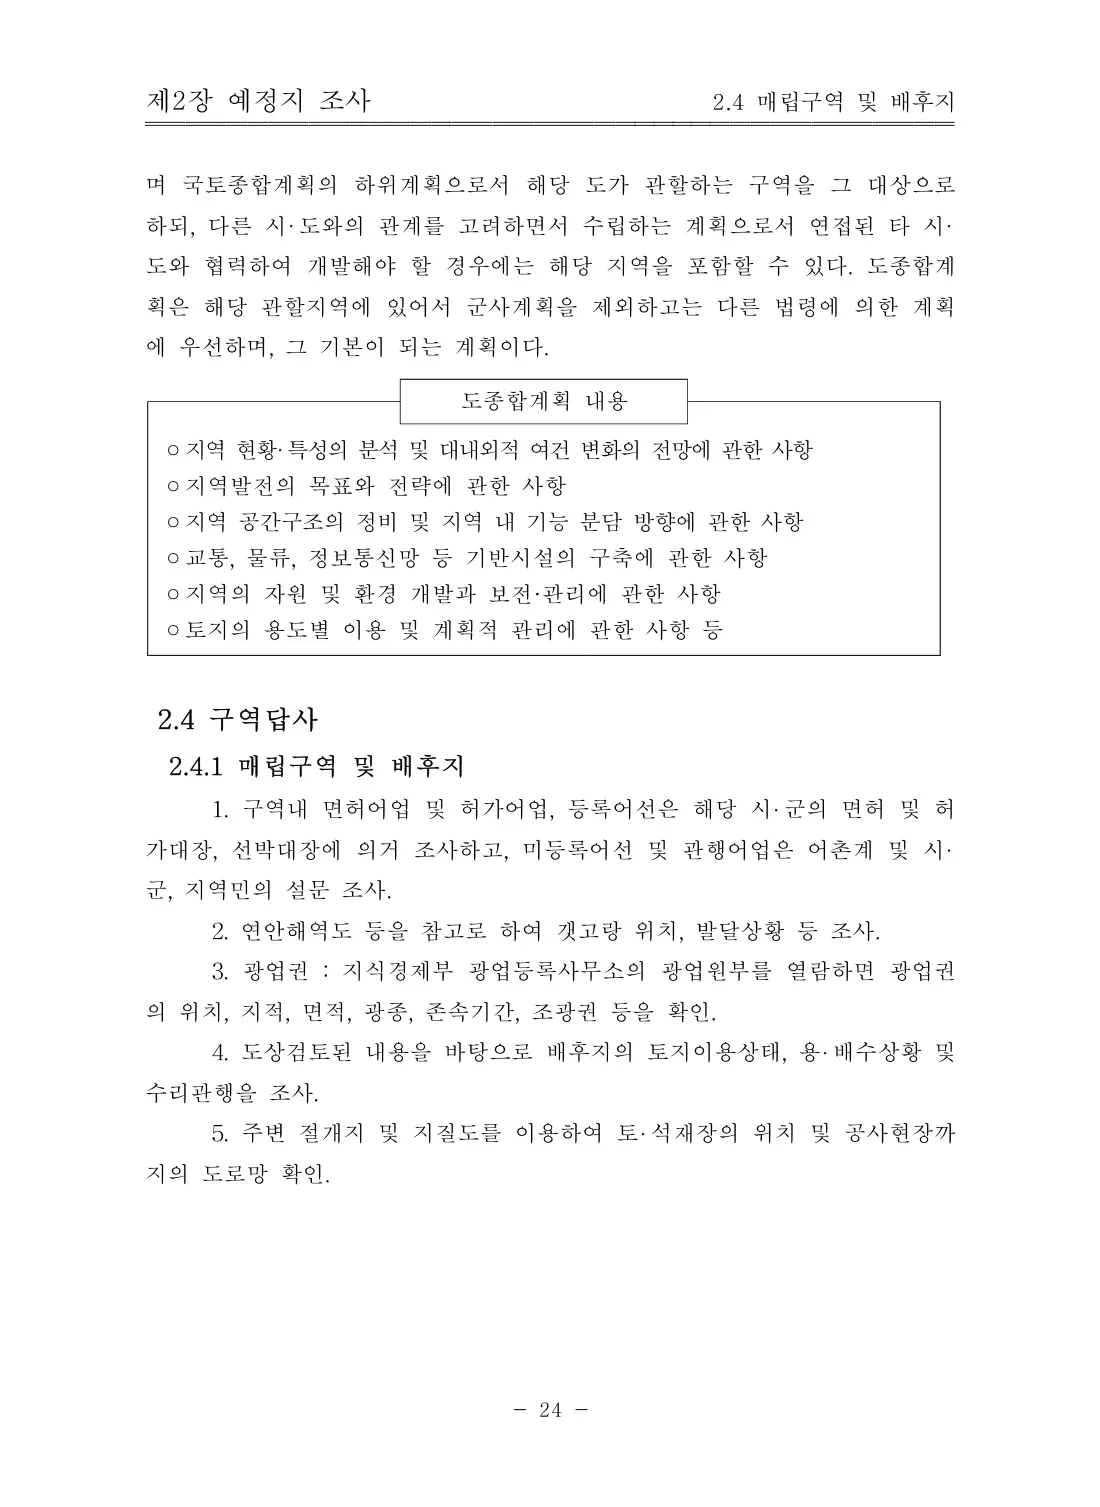 제2장 예정지 조사
2.4 매립구역 및 배후지
며 국토종합계획의 하위계획으로서 해당 도가 관할하는 구역을 그 대상으로
하되, 다른 시·도와의 관계를 고려하면서 수립하는 계획으로서 연접된 타 시·
도와 협력하여 개발해야 할 경우에는 해당 지역을 포함할 수 있다. 도종합계
획은 해당 관할지역에 있어서 군사계획을 제외하고는 다른 법령에 의한 계획
에 우선하며, 그 기본이 되는 계획이다.
도종합계획 내용
○ 지역 현황·특성의 분석 및 대내외적 여건 변화의 전망에 관한 사항
○ 지역발전의 목표와 전략에 관한 사항
○ 지역 공간구조의 정비 및 지역 내 기능 분담 방향에 관한 사항
○ 교통, 물류, 정보통신망 등 기반시설의 구축에 관한 사항
○ 지역의 자원 및 환경 개발과 보전·관리에 관한 사항
○ 토지의 용도별 이용 및 계획적 관리에 관한 사항 등
2.4 구역답사
2.4.1 매립구역 및 배후지
1. 구역내 면허어업 및 허가어업, 등록어선은 해당 시·군의 면허 및 허
가대장, 선박대장에 의거 조사하고, 미등록어선 및 관행어업은 어촌계 및 시·
군, 지역민의 설문 조사.
2. 연안해역도 등을 참고로 하여 갯고랑 위치, 발달상황 등 조사.
3. 광업권 : 지식경제부 광업등록사무소의 광업원부를 열람하면 광업권
의 위치, 지적, 면적, 광종, 존속기간, 조광권 등을 확인.
4. 도상검토된 내용을 바탕으로 배후지의 토지이용상태, 용·배수상황 및
수리관행을 조사.
5. 주변 절개지 및 지질도를 이용하여 토·석재장의 위치 및 공사현장까
지의 도로망 확인.
- 24 -